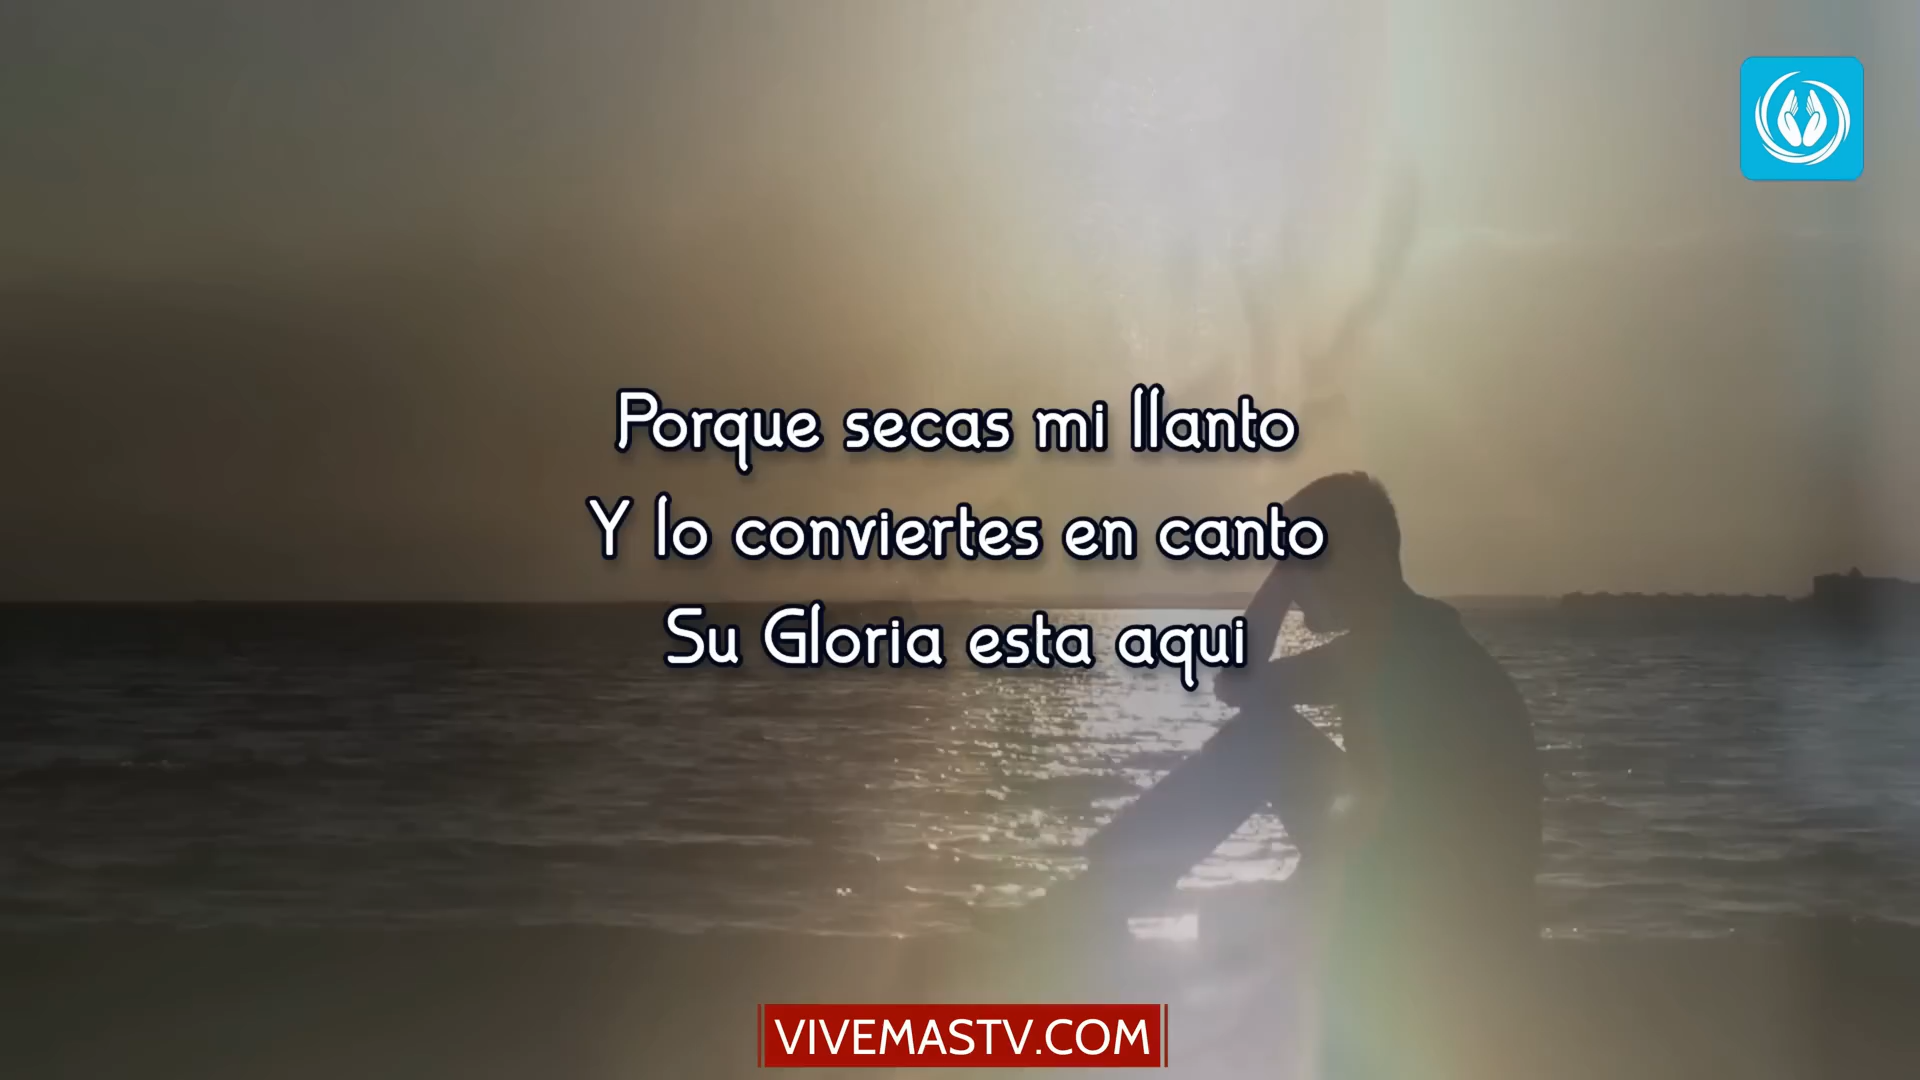 Porque secas mi llanto
Y lo conviertes en canto
Su Gloria esta aqui
VIVEMASTV.COM